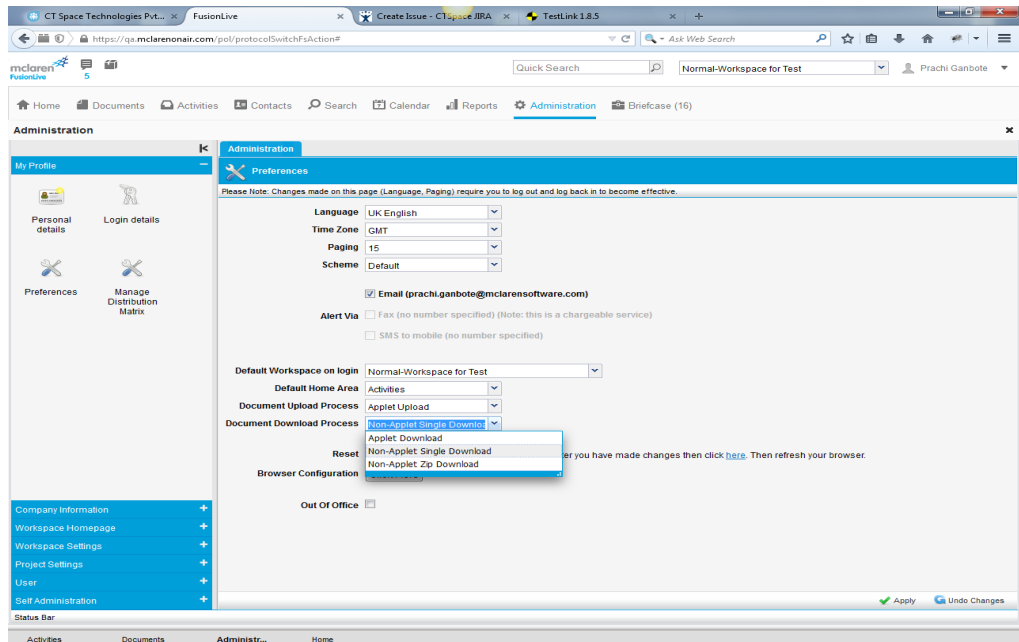 CT Space Technologies Pvt... × FusionLive × Create Issue - CTSpace JIRA × TestLink 1.8.5 × +
https://qa.mclarenonair.com/pol/protocolSwitchFsAction# Ask Web Search
mclaren FusionLive 5 Quick Search Normal-Workspace for Test Prachi Ganbote
Home Documents Activities Contacts Search Calendar Reports Administration Briefcase (16)
Administration
Administration
My Profile
Preferences
Please Note: Changes made on this page (Language, Paging) require you to log out and log back in to become effective.
Personal details
Login details
Preferences
Manage Distribution Matrix
Language UK English
Time Zone GMT
Paging 15
Scheme Default
Email (prachi.ganbote@mclarensoftware.com)
Alert Via Fax (no number specified) (Note: this is a chargeable service)
SMS to mobile (no number specified)
Default Workspace on login Normal-Workspace for Test
Default Home Area Activities
Document Upload Process Applet Upload
Document Download Process Non-Applet Single Downloa
Applet Download
Non-Applet Single Download
Non-Applet Zip Download
Reset er you have made changes then click here. Then refresh your browser.
Browser Configuration
Out Of Office
Company Information
Workspace Homepage
Workspace Settings
Project Settings
User
Self Administration
Apply Undo Changes
Status Bar
Activities Documents Administr... Home